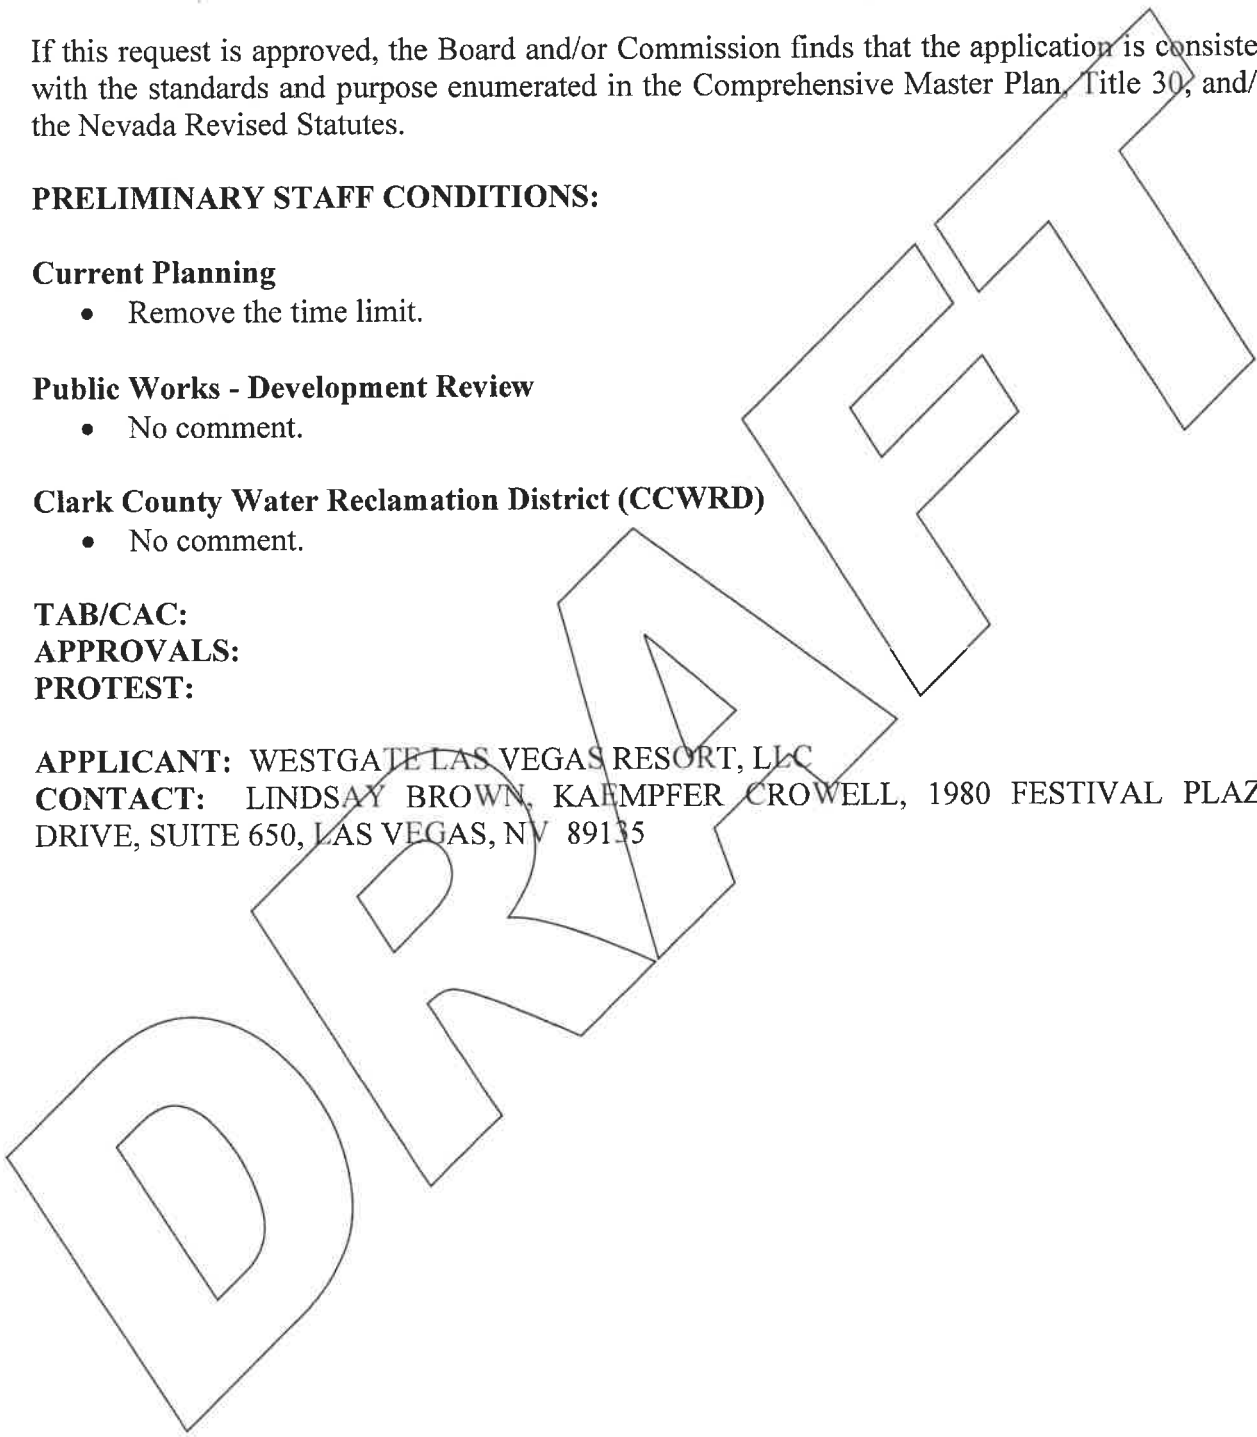 If this request is approved, the Board and/or Commission finds that the application is consiste
with the standards and purpose enumerated in the Comprehensive Master Plan, Title 30, and/
the Nevada Revised Statutes.
PRELIMINARY STAFF CONDITIONS:
Current Planning
• Remove the time limit.
Public Works - Development Review
• No comment.
Clark County Water Reclamation District (CCWRD)
• No comment.
TAB/CAC:
APPROVALS:
PROTEST:
APPLICANT: WESTGATE LAS VEGAS RESORT, LLC
CONTACT: LINDSAY BROWN, KAEMPFER CROWELL, 1980 FESTIVAL PLAZ
DRIVE, SUITE 650, LAS VEGAS, NV 89135
DRAFT